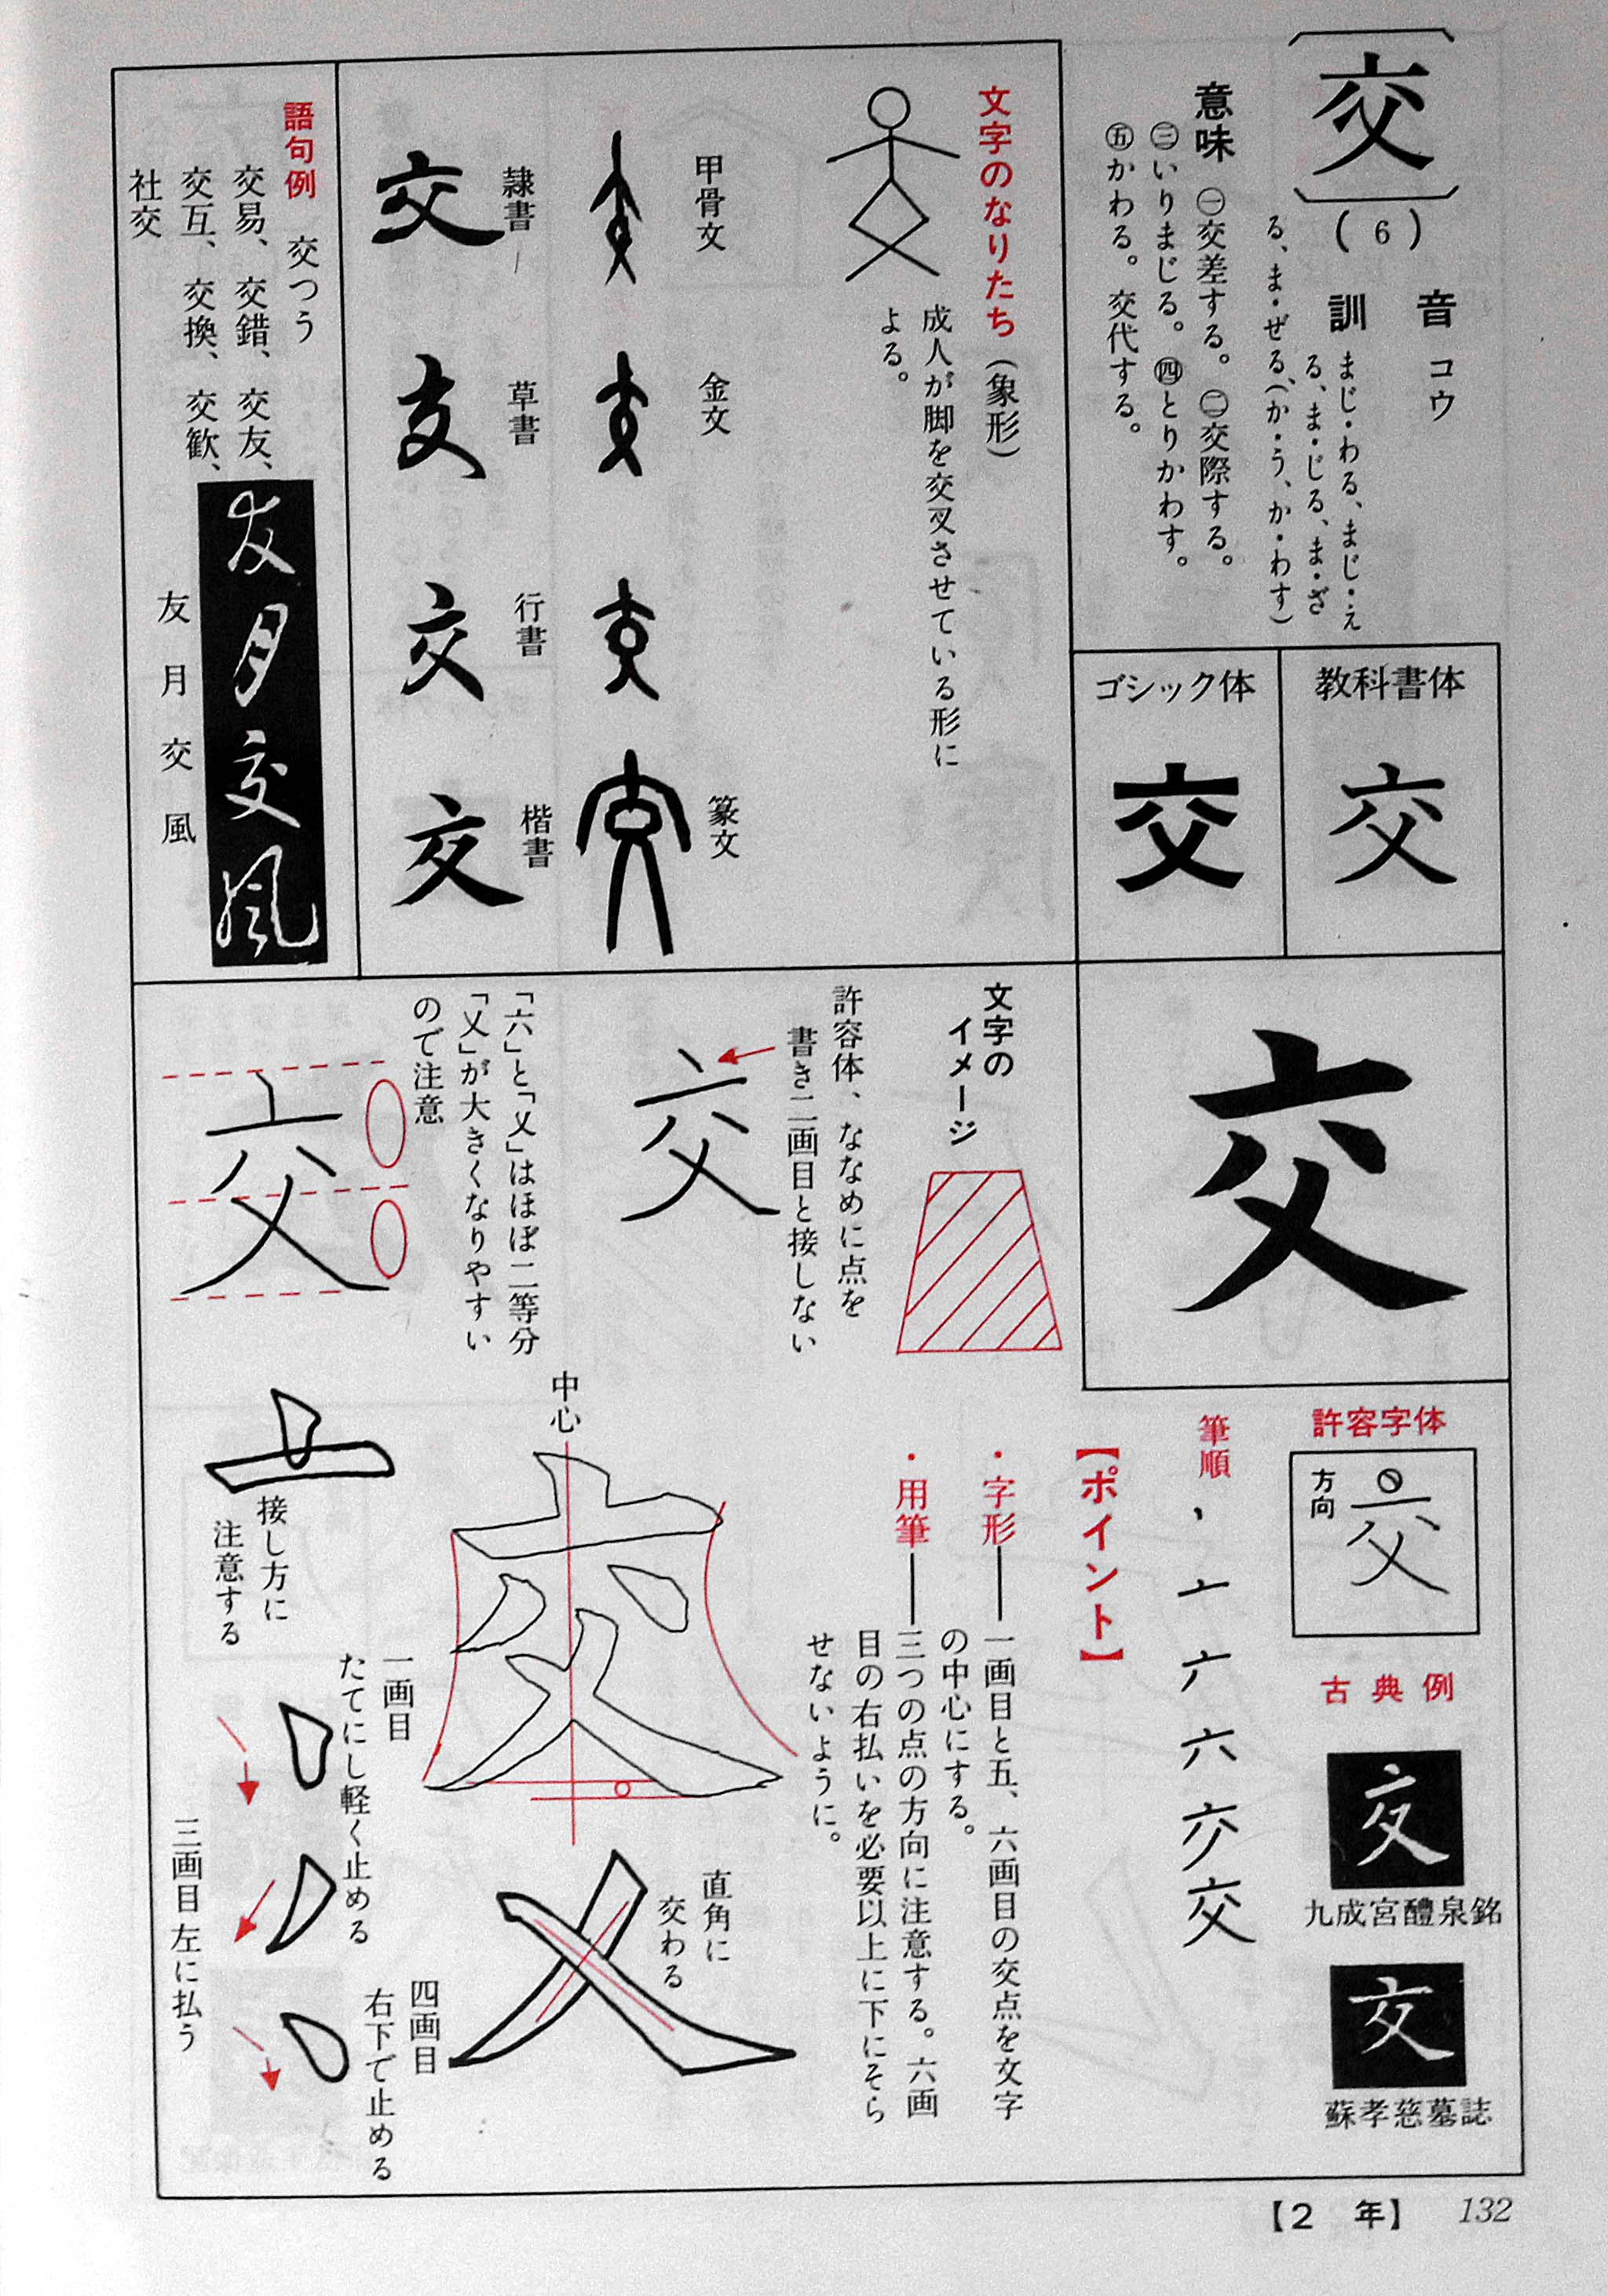 交
(6)
音 コウ
訓 まじ・わる、まじ・え
る、ま・じる、ま・ざ
る、ま・ぜる、(か・う、か・わす)
意味 ㊀交差する。㊁交際する。
㊂いりまじる。㊃とりかわす。
㊄かわる。交代する。
教科書体
交
ゴシック体
交
文字のなりたち(象形)
成人が脚を交叉させている形に
よる。
甲骨文
金文
篆文
隷書
交
草書
交
行書
交
楷書
交
語句例 交つう
交易、交錯、交友、
交互、交換、交歓、
社交
友月交風
友月交風
交
許容字体
方向
交
古典例
交
九成宮醴泉銘
交
蘇孝慈墓誌
筆順
丶 亠 六 交
【ポイント】
・字形――一画目と五、六画目の交点を文字
の中心にする。
・用筆――三つの点の方向に注意する。六画
目の右払いを必要以上に下にそら
せないように。
文字の
イメージ
許容体、ななめに点を
書き二画目と接しない
交
「六」と「乂」はほぼ二等分
「乂」が大きくなりやすい
ので注意
交
中心
交
直角に
交わる
接し方に
注意する
一画目
たてにし軽く止める
三画目 左に払う
四画目
右下で止める
【2 年】 132